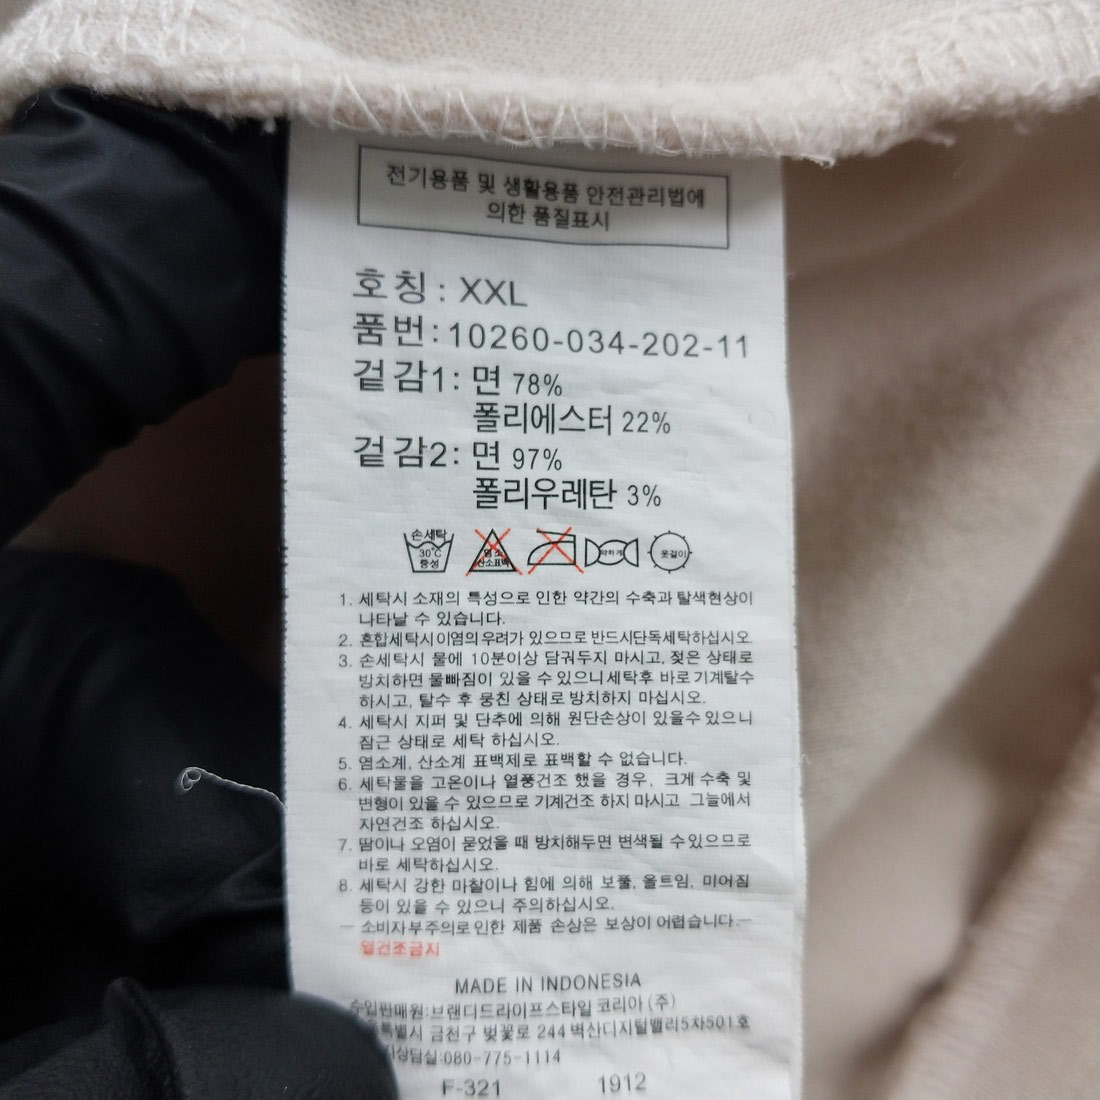 전기용품 및 생활용품 안전관리법에
의한 품질표시
호칭: XXL
품번: 10260-034-202-11
겉감1: 면 78%
폴리에스터 22%
겉감2: 면 97%
폴리우레탄 3%
손세탁 30℃ 중성 염소 산소표백 약하게 옷걸이
1. 세탁시 소재의 특성으로 인한 약간의 수축과 탈색현상이
나타날 수 있습니다.
2. 혼합세탁시 이염의 우려가 있으므로 반드시 단독세탁하십시오.
3. 손세탁시 물에 10분이상 담궈두지 마시고, 젖은 상태로
방치하면 물빠짐이 있을 수 있으니 세탁후 바로 기계탈수
하시고, 탈수 후 뭉친 상태로 방치하지 마십시오.
4. 세탁시 지퍼 및 단추에 의해 원단손상이 있을수 있으니
잠근 상태로 세탁 하십시오.
5. 염소계, 산소계 표백제로 표백할 수 없습니다.
6. 세탁물을 고온이나 열풍건조 했을 경우, 크게 수축 및
변형이 있을 수 있으므로 기계건조 하지 마시고 그늘에서
자연건조 하십시오.
7. 땀이나 오염이 묻었을 때 방치해두면 변색될 수 있으므로
바로 세탁하십시오.
8. 세탁시 강한 마찰이나 힘에 의해 보풀, 올트임, 미어짐
등이 있을 수 있으니 주의하십시오.
— 소비자부주의로 인한 제품 손상은 보상이 어렵습니다.—
열건조금지
MADE IN INDONESIA
수입판매원:브랜디드라이프스타일 코리아 (주)
울특별시 금천구 벚꽃로 244 벽산디지털밸리5차501호
상담실:080-775-1114
F-321 1912